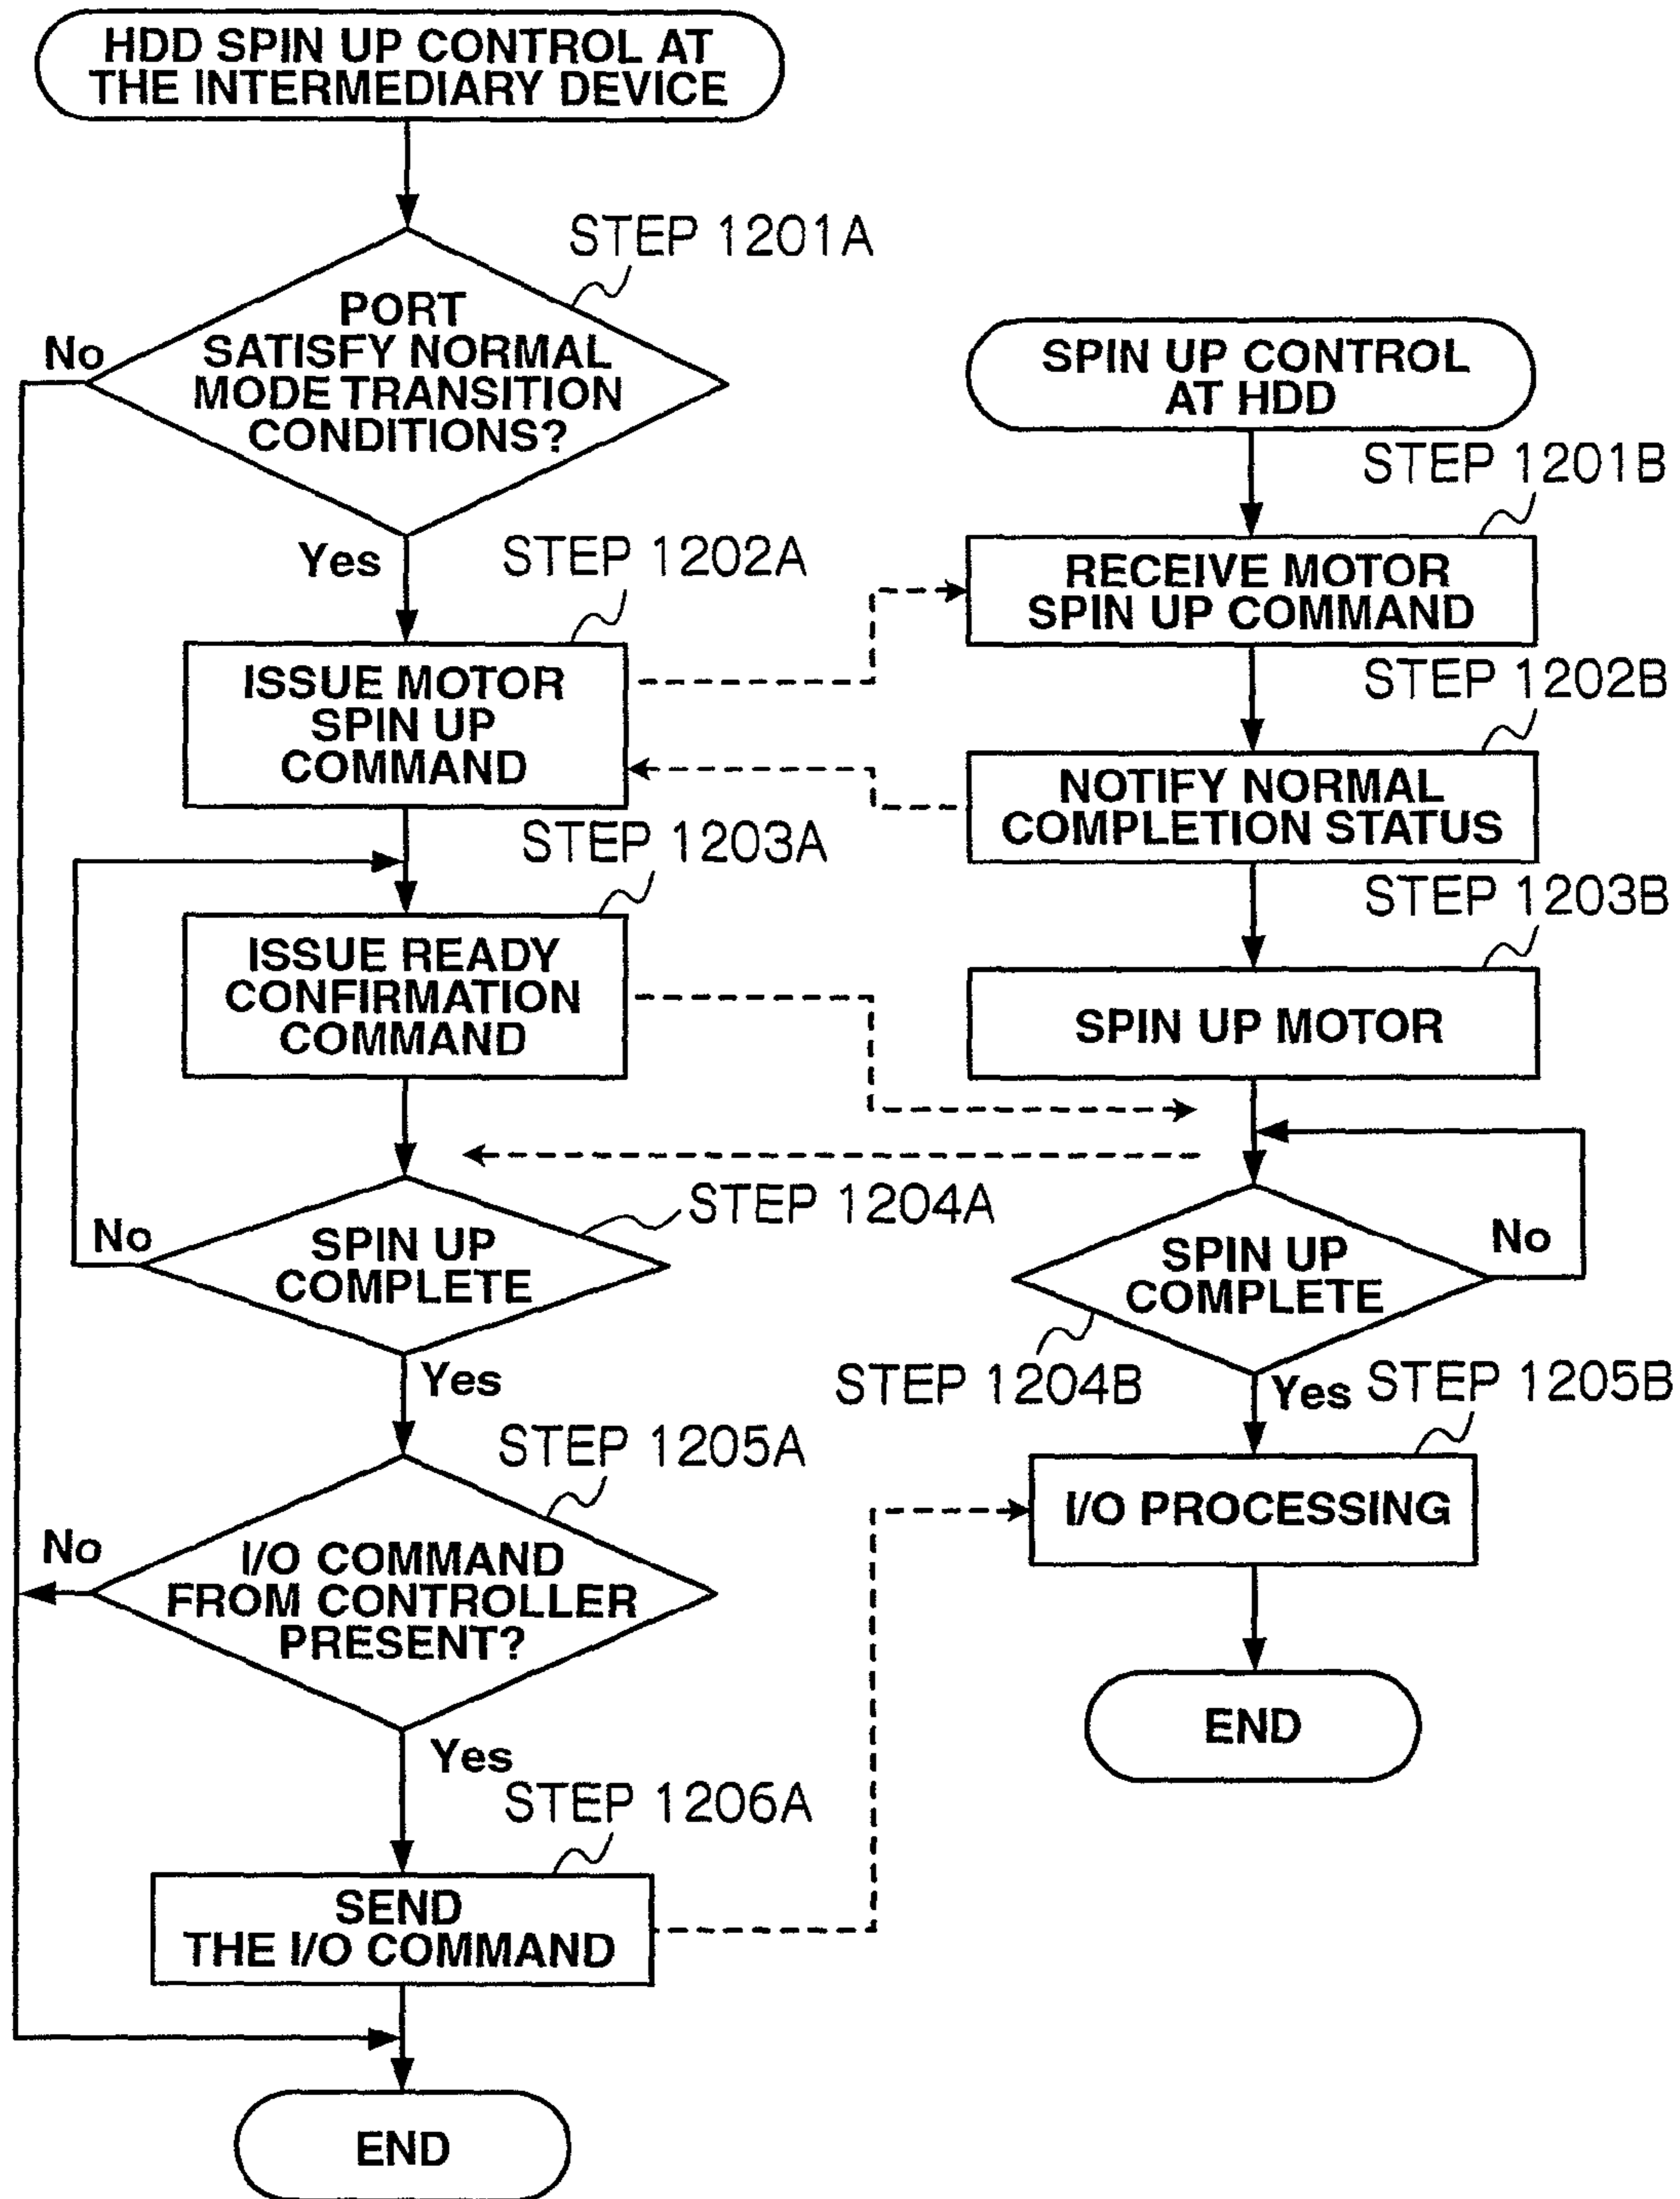 HDD SPIN UP CONTROL AT
THE INTERMEDIARY DEVICE
STEP 1201A
PORT
SATISFY NORMAL
MODE TRANSITION
CONDITIONS?
No
Yes
STEP 1202A
ISSUE MOTOR
SPIN UP
COMMAND
STEP 1203A
ISSUE READY
CONFIRMATION
COMMAND
STEP 1204A
SPIN UP
COMPLETE
No
Yes
STEP 1205A
I/O COMMAND
FROM CONTROLLER
PRESENT?
No
Yes
STEP 1206A
SEND
THE I/O COMMAND
END
SPIN UP CONTROL
AT HDD
STEP 1201B
RECEIVE MOTOR
SPIN UP COMMAND
STEP 1202B
NOTIFY NORMAL
COMPLETION STATUS
STEP 1203B
SPIN UP MOTOR
SPIN UP
COMPLETE
No
STEP 1204B
Yes
STEP 1205B
I/O PROCESSING
END